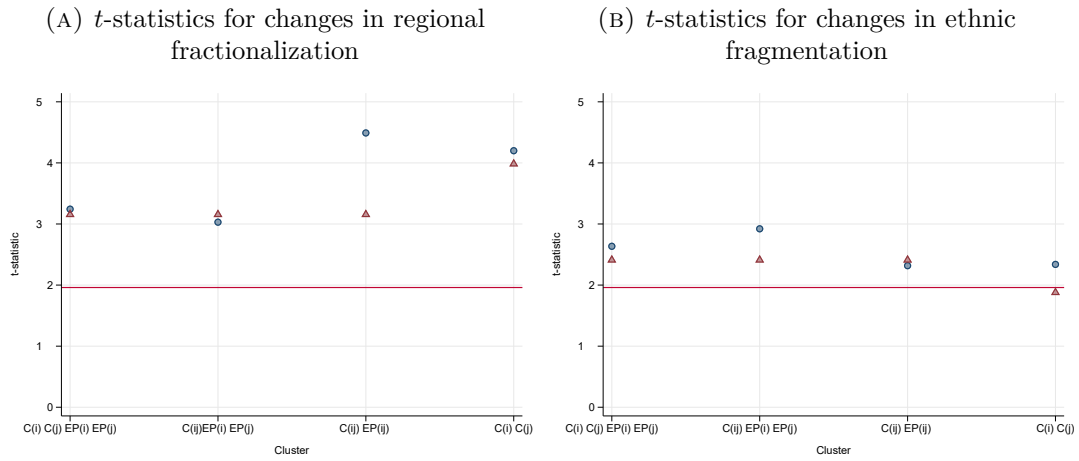 (A) t-statistics for changes in regional
fractionalization
5
4
3
2
1
0
t-statistic
C(i) C(j) EP(i) EP(j)
C(ij)EP(i) EP(j)
C(ij) EP(ij)
C(i) C(j)
Cluster
(B) t-statistics for changes in ethnic
fragmentation
5
4
3
2
1
0
t-statistic
C(i) C(j) EP(i) EP(j)
C(ij) EP(i) EP(j)
C(ij) EP(ij)
C(i) C(j)
Cluster